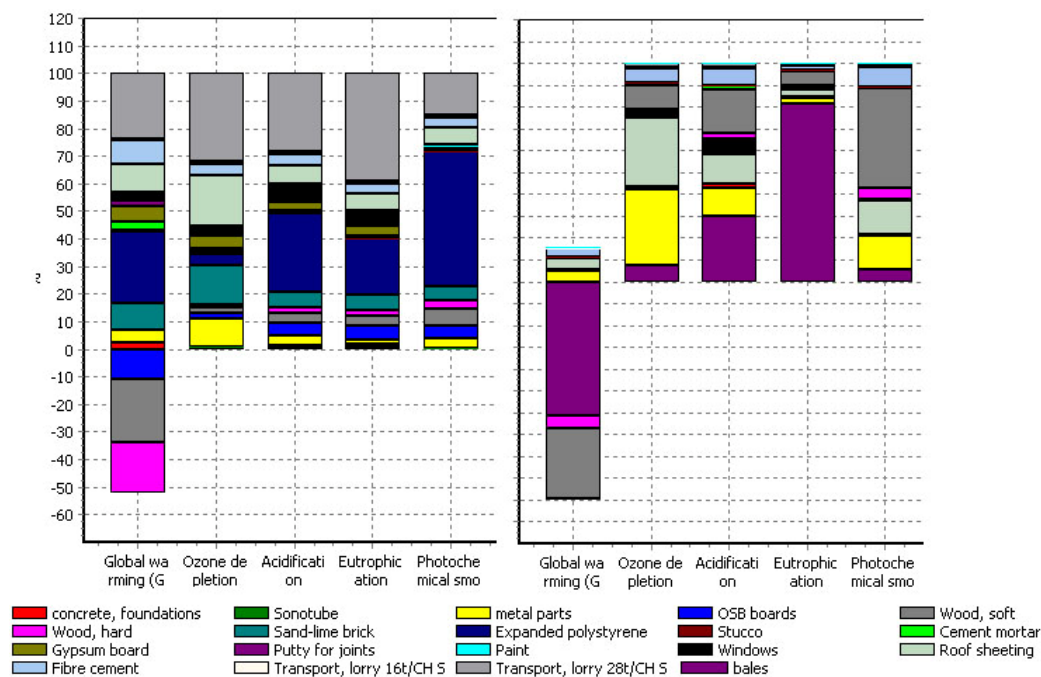 120
110
100
90
80
70
60
50
40
30
20
10
0
-10
-20
-30
-40
-50
-60
%
Global wa
rming (G
Ozone de
pletion
Acidificati
on
Eutrophic
ation
Photoche
mical smo
Global wa
rming (G
Ozone de
pletion
Acidificati
on
Eutrophic
ation
Photoche
mical smo
concrete, foundations
Sonotube
metal parts
OSB boards
Wood, soft
Wood, hard
Sand-lime brick
Expanded polystyrene
Stucco
Cement mortar
Gypsum board
Putty for joints
Paint
Windows
Roof sheeting
Fibre cement
Transport, lorry 16t/CH S
Transport, lorry 28t/CH S
bales